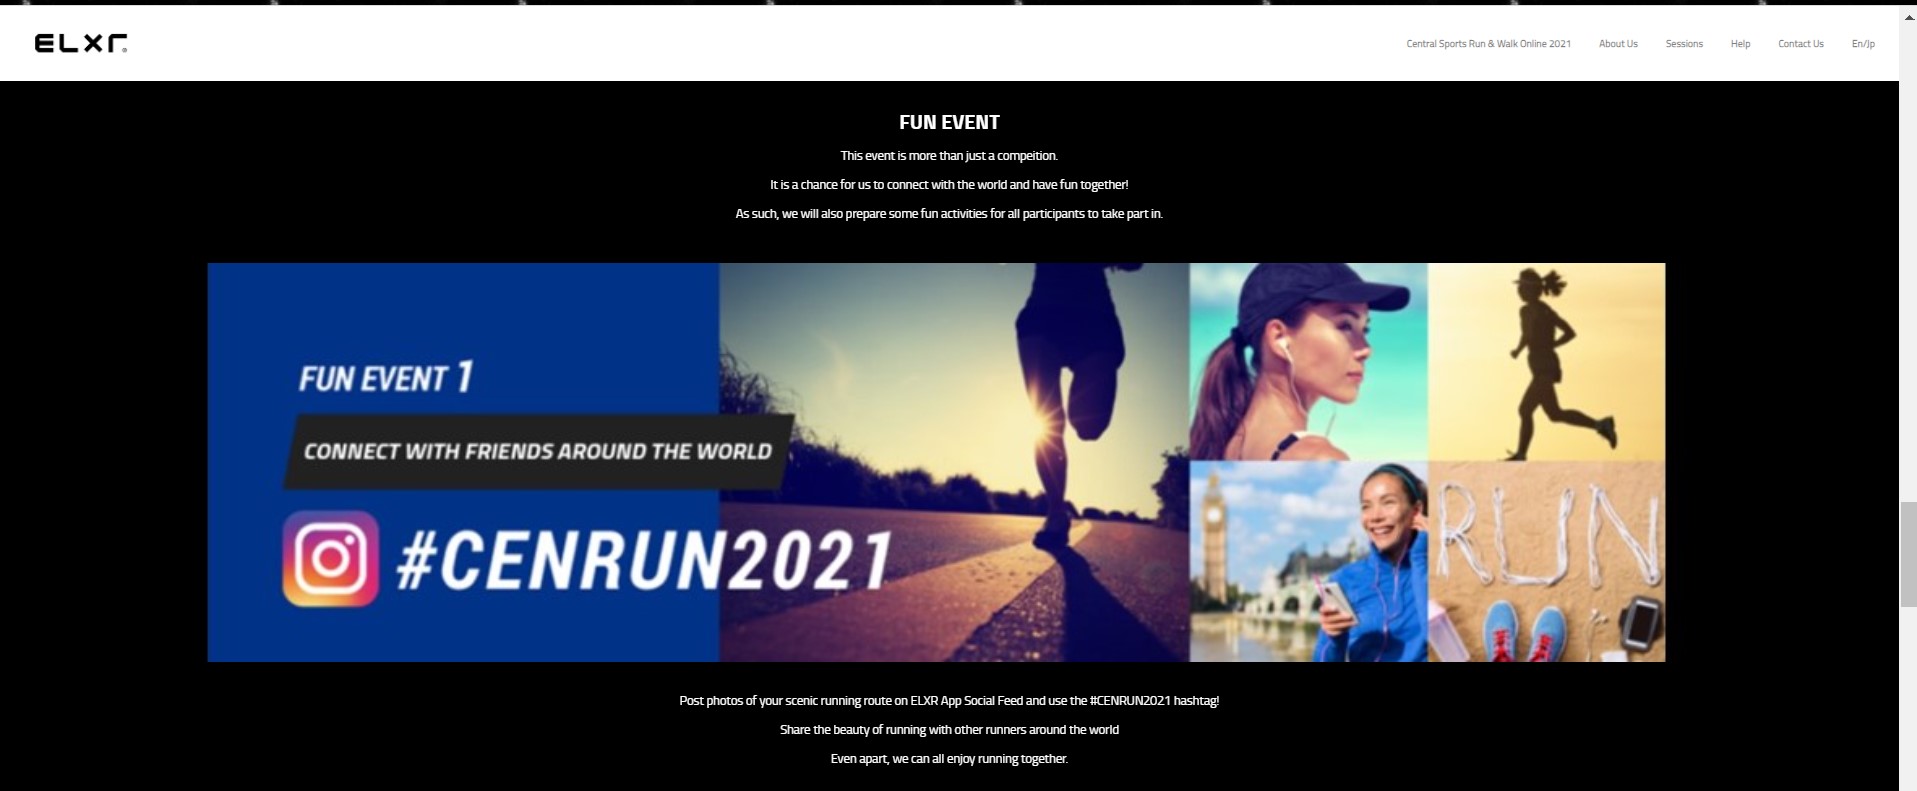 ELXR
Central Sports Run & Walk Online 2021 About Us Sessions Help Contact Us En/Jp
FUN EVENT
This event is more than just a compeition.
It is a chance for us to connect with the world and have fun together!
As such, we will also prepare some fun activities for all participants to take part in.
FUN EVENT 1
CONNECT WITH FRIENDS AROUND THE WORLD
#CENRUN2021
RUN
Post photos of your scenic running route on ELXR App Social Feed and use the #CENRUN2021 hashtag!
Share the beauty of running with other runners around the world
Even apart, we can all enjoy running together.